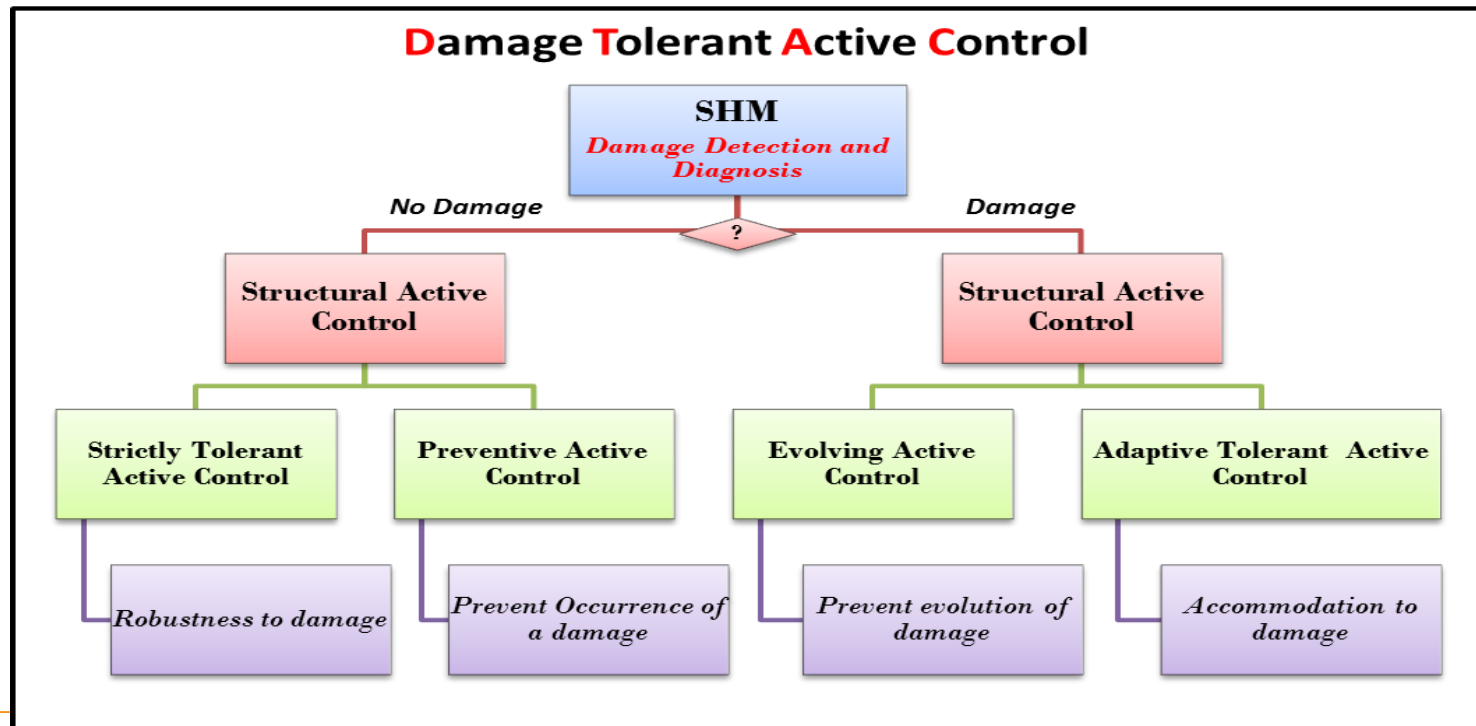 Damage Tolerant Active Control
SHM
Damage Detection and
Diagnosis
No Damage
Damage
?
Structural Active
Control
Structural Active
Control
Strictly Tolerant
Active Control
Preventive Active
Control
Evolving Active
Control
Adaptive Tolerant Active
Control
Robustness to damage
Prevent Occurrence of
a damage
Prevent evolution of
damage
Accommodation to
damage